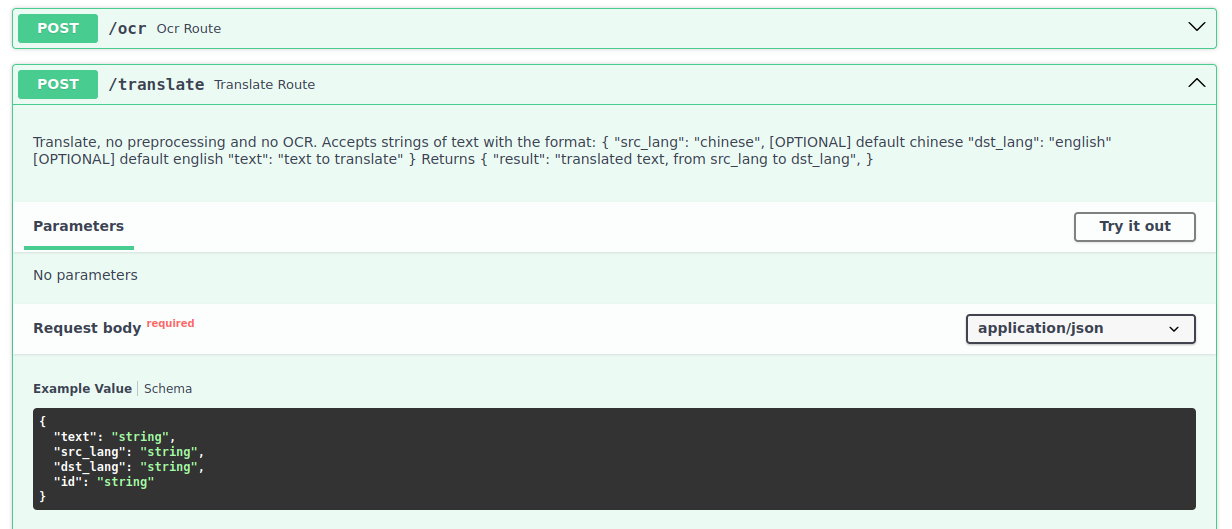 POST /ocr Ocr Route
POST /translate Translate Route
Translate, no preprocessing and no OCR. Accepts strings of text with the format: { "src_lang": "chinese", [OPTIONAL] default chinese "dst_lang": "english"
[OPTIONAL] default english "text": "text to translate" } Returns { "result": "translated text, from src_lang to dst_lang", }
Parameters Try it out
No parameters
Request body required application/json
Example Value Schema
{
"text": "string",
"src_lang": "string",
"dst_lang": "string",
"id": "string"
}